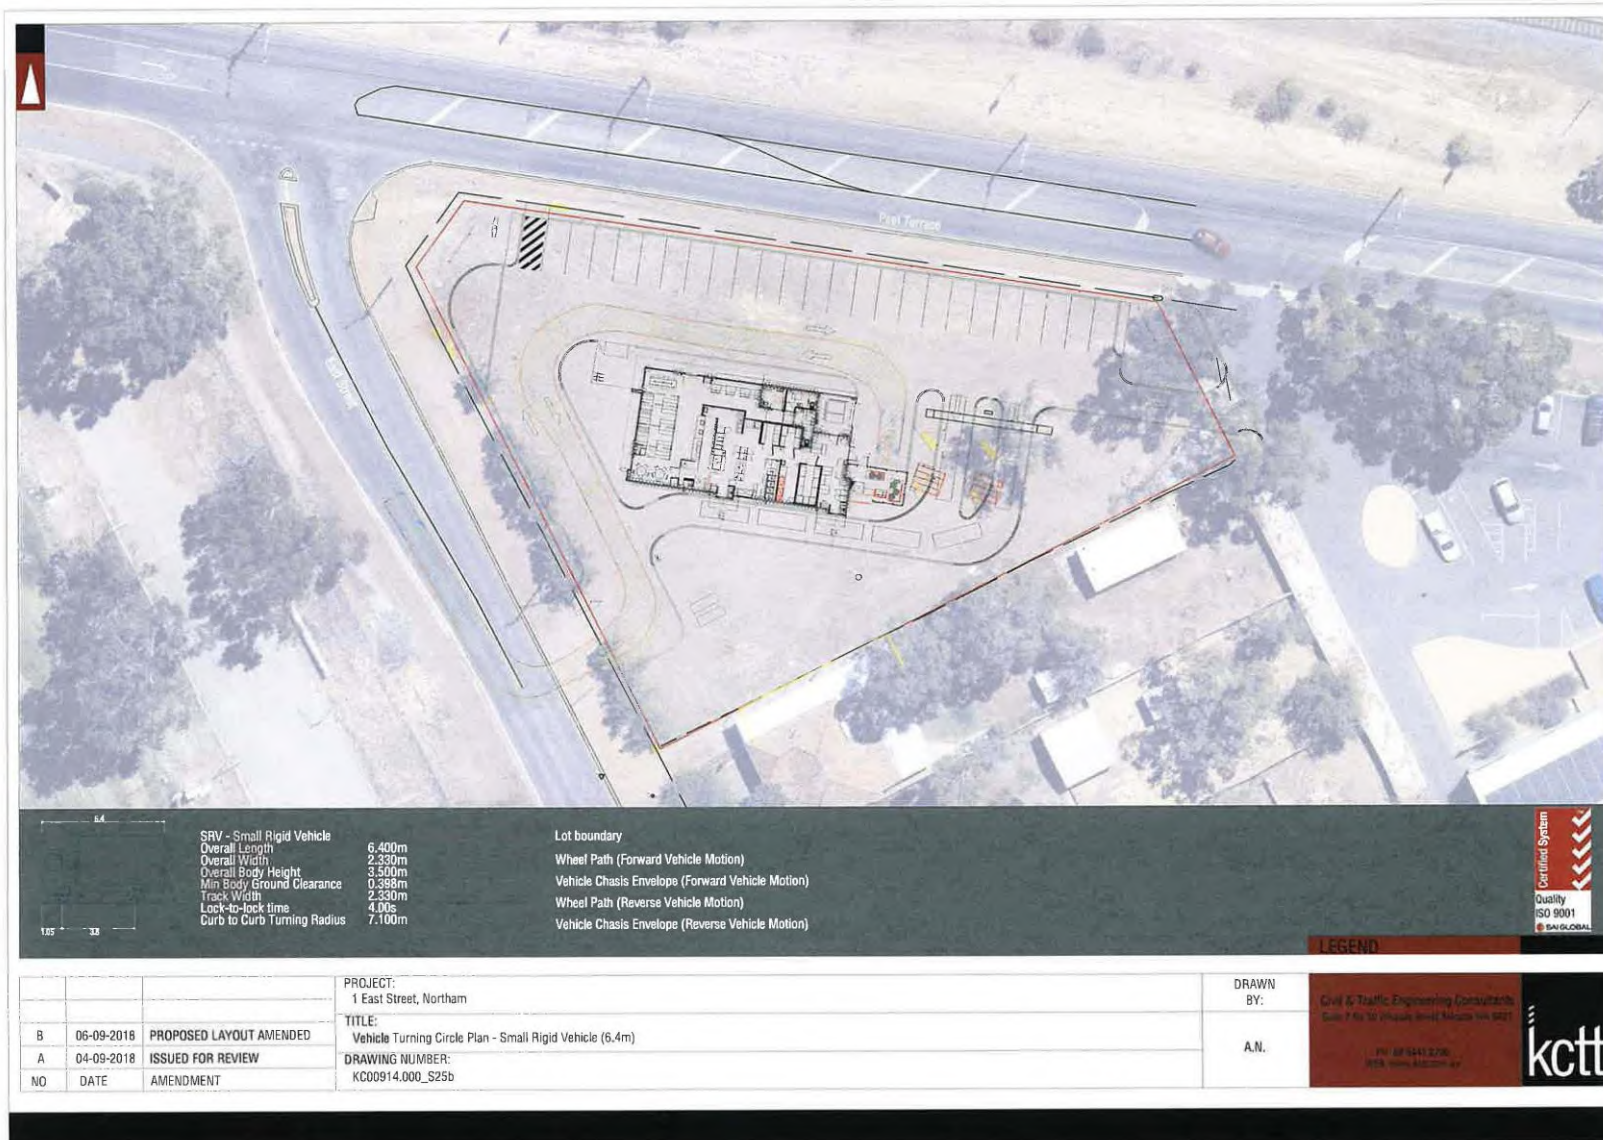 Peel Terrace
East Street
6.4
1.05
3.8
SRV - Small Rigid Vehicle
Overall Length 6.400m
Overall Width 2.330m
Overall Body Height 3.500m
Min Body Ground Clearance 0.398m
Track Width 2.330m
Lock-to-lock time 4.00s
Curb to Curb Turning Radius 7.100m
Lot boundary
Wheel Path (Forward Vehicle Motion)
Vehicle Chasis Envelope (Forward Vehicle Motion)
Wheel Path (Reverse Vehicle Motion)
Vehicle Chasis Envelope (Reverse Vehicle Motion)
Certified System
Quality
ISO 9001
SAI GLOBAL
LEGEND
B 06-09-2018 PROPOSED LAYOUT AMENDED
A 04-09-2018 ISSUED FOR REVIEW
NO DATE AMENDMENT
PROJECT:
1 East Street, Northam
TITLE:
Vehicle Turning Circle Plan - Small Rigid Vehicle (6.4m)
DRAWING NUMBER:
KC00914.000_S25b
DRAWN
BY:
A.N.
Civil & Traffic Engineering Consultants
kctt